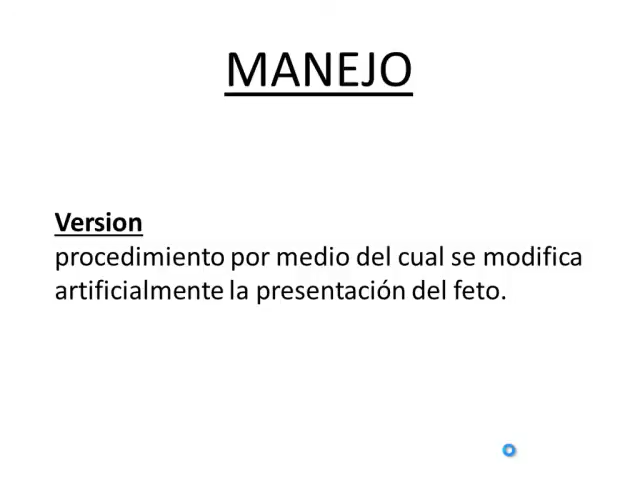 MANEJO
Version
procedimiento por medio del cual se modifica
artificialmente la presentación del feto.